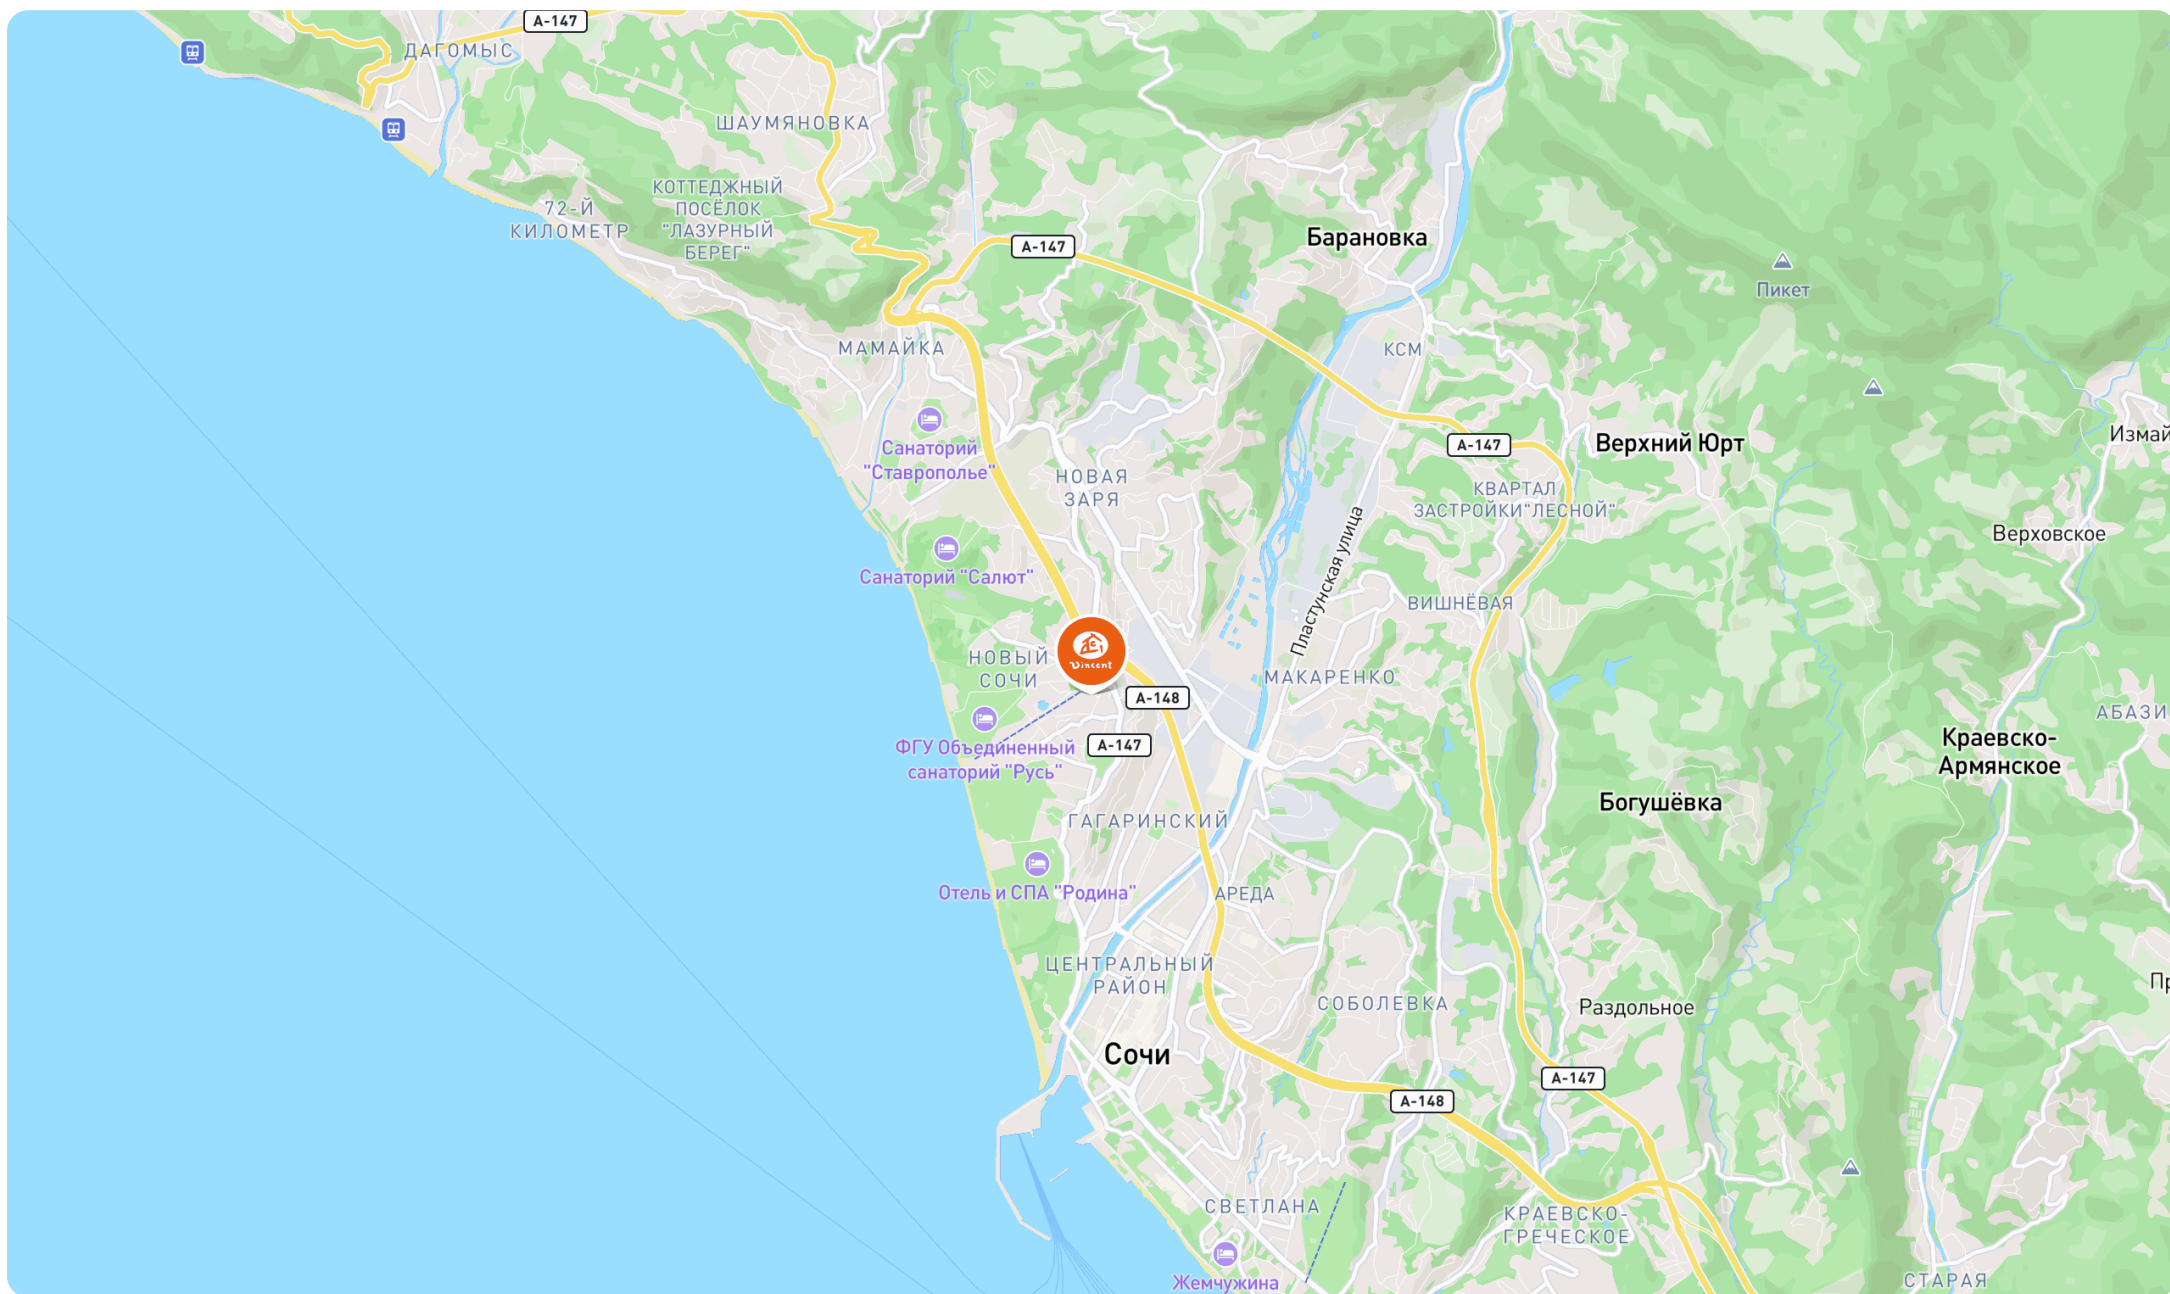 А-147
ДАГОМЫС
ШАУМЯНОВКА
КОТТЕДЖНЫЙ
ПОСЁЛОК
"ЛАЗУРНЫЙ
БЕРЕГ"
72-Й
КИЛОМЕТР
А-147
Барановка
Пикет
МАМАЙКА
КСМ
Санаторий
"Ставрополье"
НОВАЯ
ЗАРЯ
А-147
Верхний Юрт
Измай
КВАРТАЛ
ЗАСТРОЙКИ"ЛЕСНОЙ"
Верховское
Санаторий "Салют"
Пластунская улица
ВИШНЁВАЯ
Vincent
НОВЫЙ
СОЧИ
МАКАРЕНКО
А-148
АБАЗИ
ФГУ Объединенный
санаторий "Русь"
А-147
Краевско-
Армянское
Богушёвка
ГАГАРИНСКИЙ
Отель и СПА "Родина"
АРЕДА
ЦЕНТРАЛЬНЫЙ
РАЙОН
СОБОЛЕВКА
Раздольное
Пр
Сочи
А-147
А-148
СВЕТЛАНА
КРАЕВСКО-
ГРЕЧЕСКОЕ
Жемчужина
СТАРАЯ